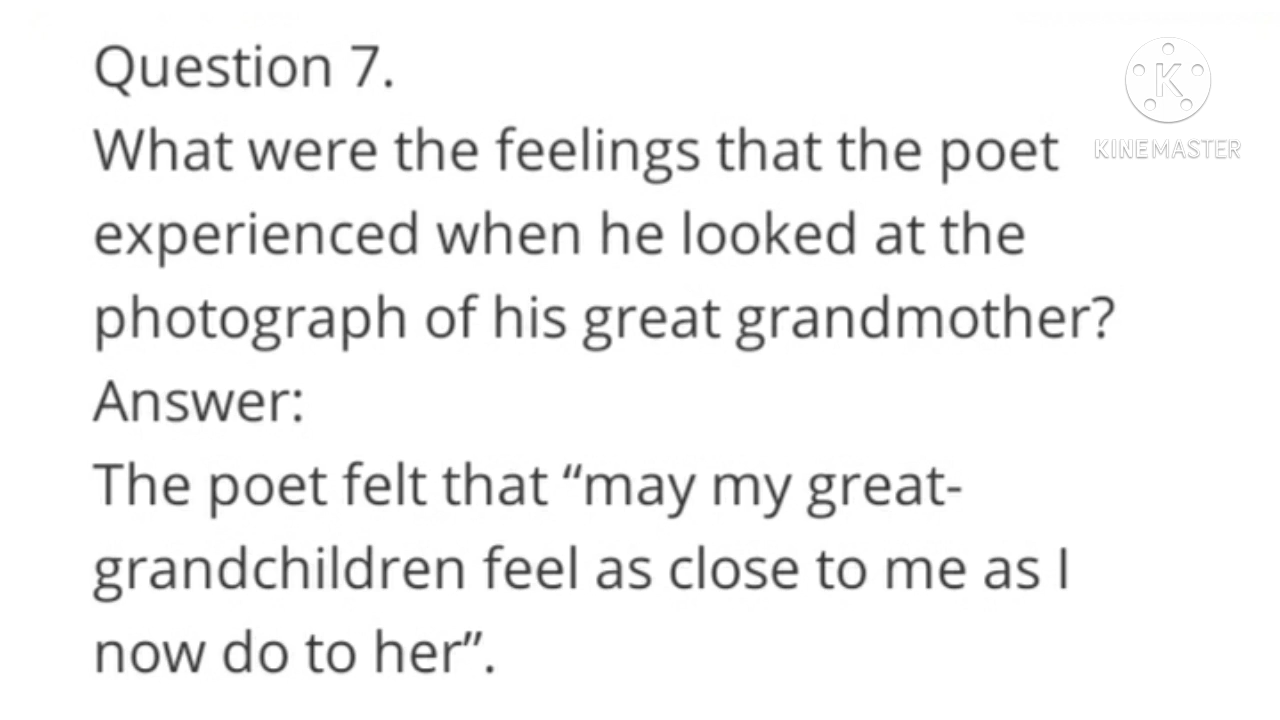 Question 7.
What were the feelings that the poet
KINEMASTER
experienced when he looked at the
photograph of his great grandmother?
Answer:
The poet felt that “may my great-
grandchildren feel as close to me as I
now do to her”.